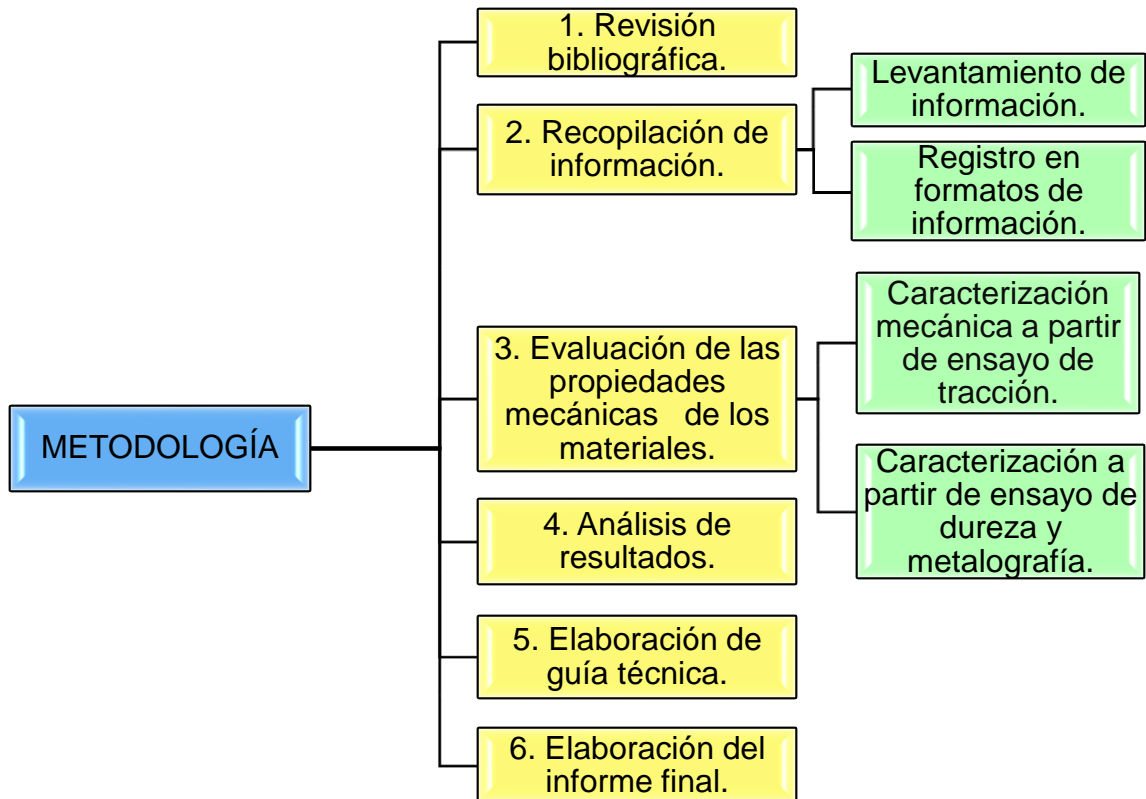 METODOLOGÍA
1. Revisión
bibliográfica.
2. Recopilación de
información.
Levantamiento de
información.
Registro en
formatos de
información.
3. Evaluación de las
propiedades
mecánicas   de los
materiales.
Caracterización
mecánica a partir
de ensayo de
tracción.
Caracterización a
partir de ensayo de
dureza y
metalografía.
4. Análisis de
resultados.
5. Elaboración de
guía técnica.
6. Elaboración del
informe final.